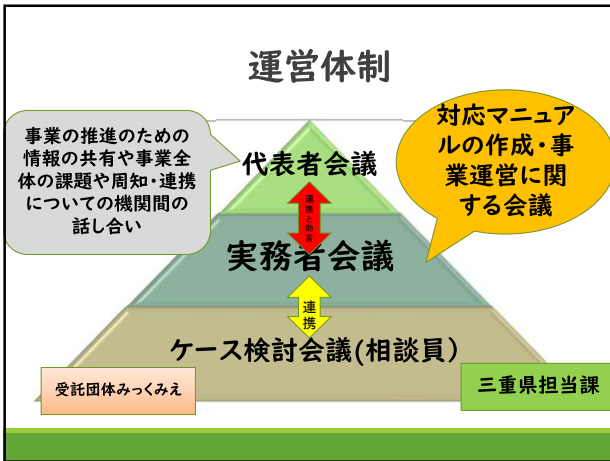 運営体制
事業の推進のための
情報の共有や事業全
体の課題や周知・連携
についての機関間の
話し合い
対応マニュア
ルの作成・事
業運営に関
する会議
代表者会議
連携と助言
実務者会議
連携
ケース検討会議(相談員）
受託団体みっくみえ
三重県担当課